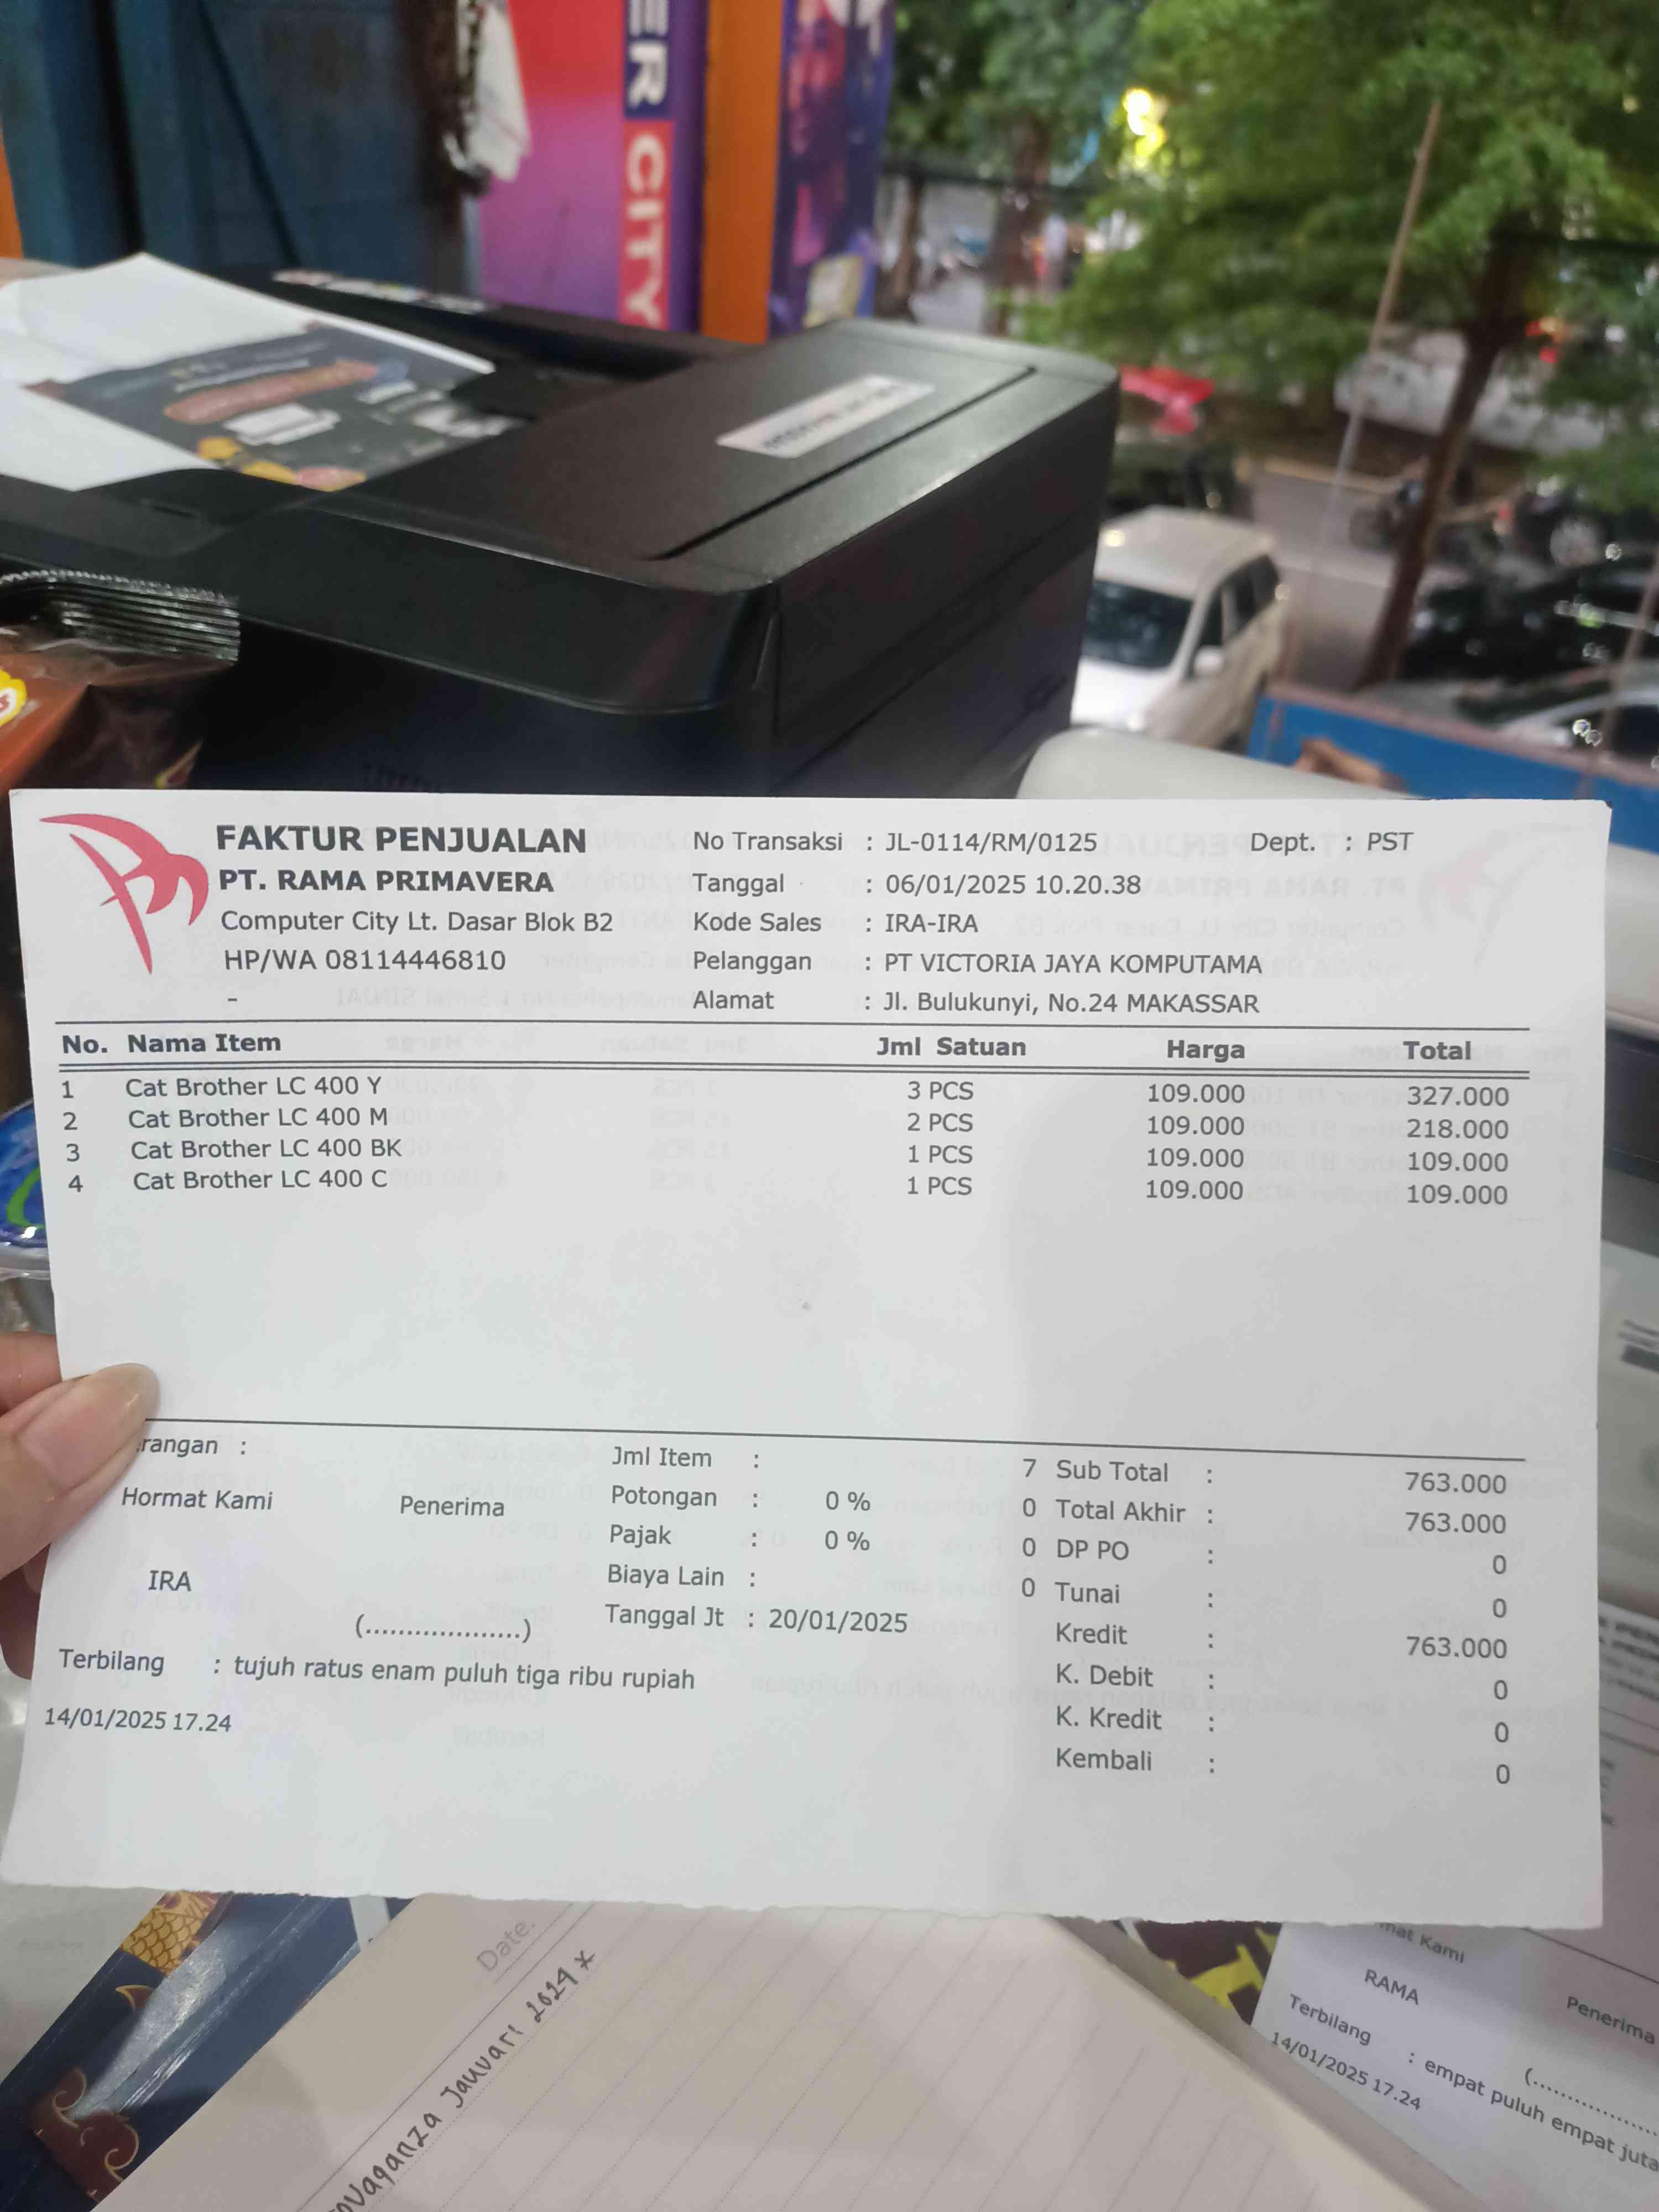 ER CITY
FAKTUR PENJUALAN
PT. RAMA PRIMAVERA
Computer City Lt. Dasar Blok B2
HP/WA 08114446810
-
No Transaksi : JL-0114/RM/0125 Dept. : PST
Tanggal : 06/01/2025 10.20.38
Kode Sales : IRA-IRA
Pelanggan : PT VICTORIA JAYA KOMPUTAMA
Alamat : Jl. Bulukunyi, No.24 MAKASSAR
No. Nama Item Jml Satuan Harga Total
1 Cat Brother LC 400 Y 3 PCS 109.000 327.000
2 Cat Brother LC 400 M 2 PCS 109.000 218.000
3 Cat Brother LC 400 BK 1 PCS 109.000 109.000
4 Cat Brother LC 400 C 1 PCS 109.000 109.000
rangan :
Hormat Kami Penerima
IRA
(...................)
Jml Item : 7
Potongan : 0 % 0
Pajak : 0 % 0
Biaya Lain : 0
Tanggal Jt : 20/01/2025
Sub Total : 763.000
Total Akhir : 763.000
DP PO : 0
Tunai : 0
Kredit : 763.000
K. Debit : 0
K. Kredit : 0
Kembali : 0
Terbilang : tujuh ratus enam puluh tiga ribu rupiah
14/01/2025 17.24
Date.
Vaganza Januari 2024 *
mat Kami
RAMA
Penerima
Terbilang : empat puluh empat juta
14/01/2025 17.24